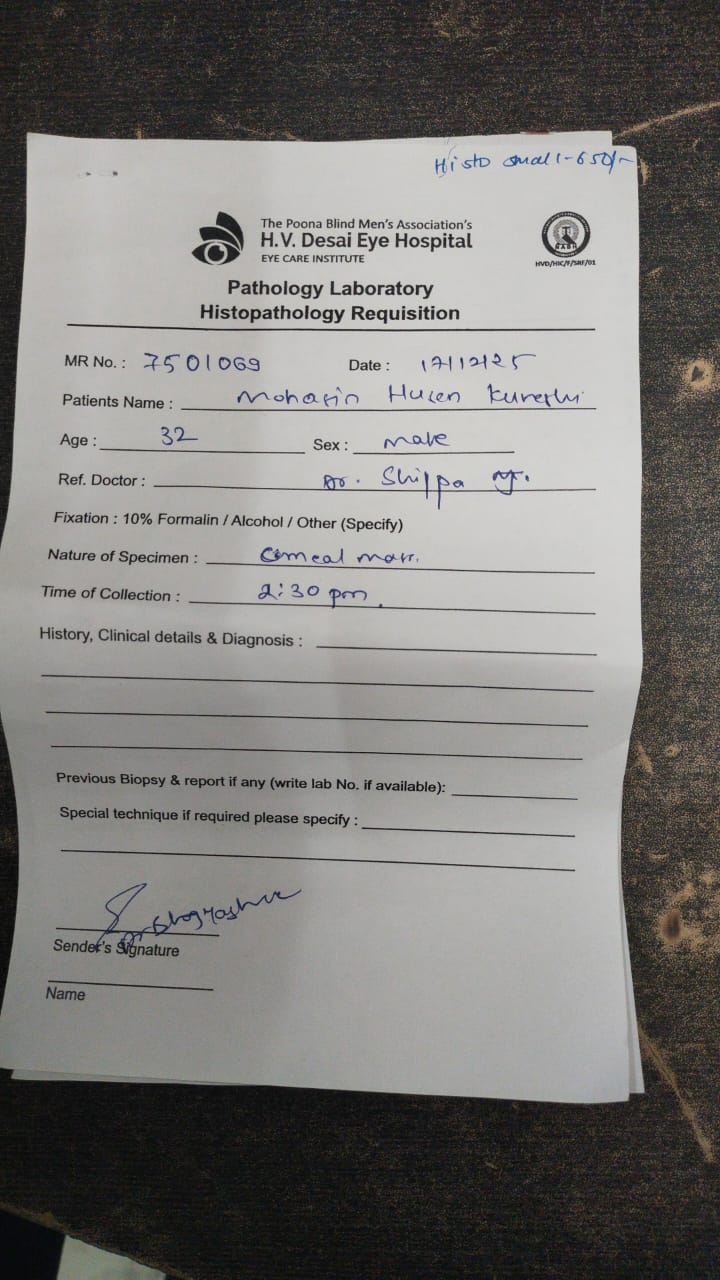 Histo small - 650/-
The Poona Blind Men's Association's
H.V. Desai Eye Hospital
EYE CARE INSTITUTE
NABH
HVD/HIC/F/SRF/01
Pathology Laboratory
Histopathology Requisition
MR No. : 7501069 Date : 17/12/25
Patients Name : Mohasin Husen Kureshi
Age : 32 Sex : Male
Ref. Doctor : Dr. Shilpa
Fixation : 10% Formalin / Alcohol / Other (Specify)
Nature of Specimen : Corneal mass.
Time of Collection : 2:30 pm.
History, Clinical details & Diagnosis :
Previous Biopsy & report if any (write lab No. if available):
Special technique if required please specify :
Sender's Signature
Name